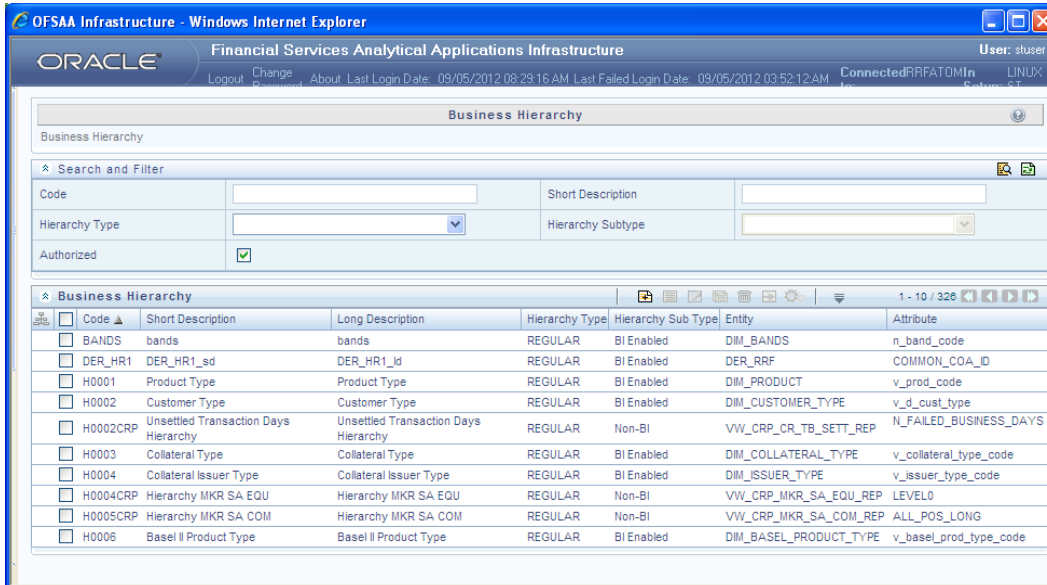 OFSAA Infrastructure - Windows Internet Explorer
ORACLE
Financial Services Analytical Applications Infrastructure
User: stuser
Logout Change About Last Login Date: 09/05/2012 08:29:16 AM Last Failed Login Date: 09/05/2012 03:52:12:AM Connected RRFATOM In LINUX
Business Hierarchy
Business Hierarchy
Search and Filter
Code Short Description
Hierarchy Type Hierarchy Subtype
Authorized
Business Hierarchy 1 - 10 / 326
Code Short Description Long Description Hierarchy Type Hierarchy Sub Type Entity Attribute
BANDS bands bands REGULAR BI Enabled DIM_BANDS n_band_code
DER_HR1 DER_HR1_sd DER_HR1_ld REGULAR BI Enabled DER_RRF COMMON_COA_ID
H0001 Product Type Product Type REGULAR BI Enabled DIM_PRODUCT v_prod_code
H0002 Customer Type Customer Type REGULAR BI Enabled DIM_CUSTOMER_TYPE v_d_cust_type
H0002CRP Unsettled Transaction Days Hierarchy Unsettled Transaction Days Hierarchy REGULAR Non-BI VW_CRP_CR_TB_SETT_REP N_FAILED_BUSINESS_DAYS
H0003 Collateral Type Collateral Type REGULAR BI Enabled DIM_COLLATERAL_TYPE v_collateral_type_code
H0004 Collateral Issuer Type Collateral Issuer Type REGULAR BI Enabled DIM_ISSUER_TYPE v_issuer_type_code
H0004CRP Hierarchy MKR SA EQU Hierarchy MKR SA EQU REGULAR Non-BI VW_CRP_MKR_SA_EQU_REP LEVEL0
H0005CRP Hierarchy MKR SA COM Hierarchy MKR SA COM REGULAR Non-BI VW_CRP_MKR_SA_COM_REP ALL_POS_LONG
H0006 Basel II Product Type Basel II Product Type REGULAR BI Enabled DIM_BASEL_PRODUCT_TYPE v_basel_prod_type_code